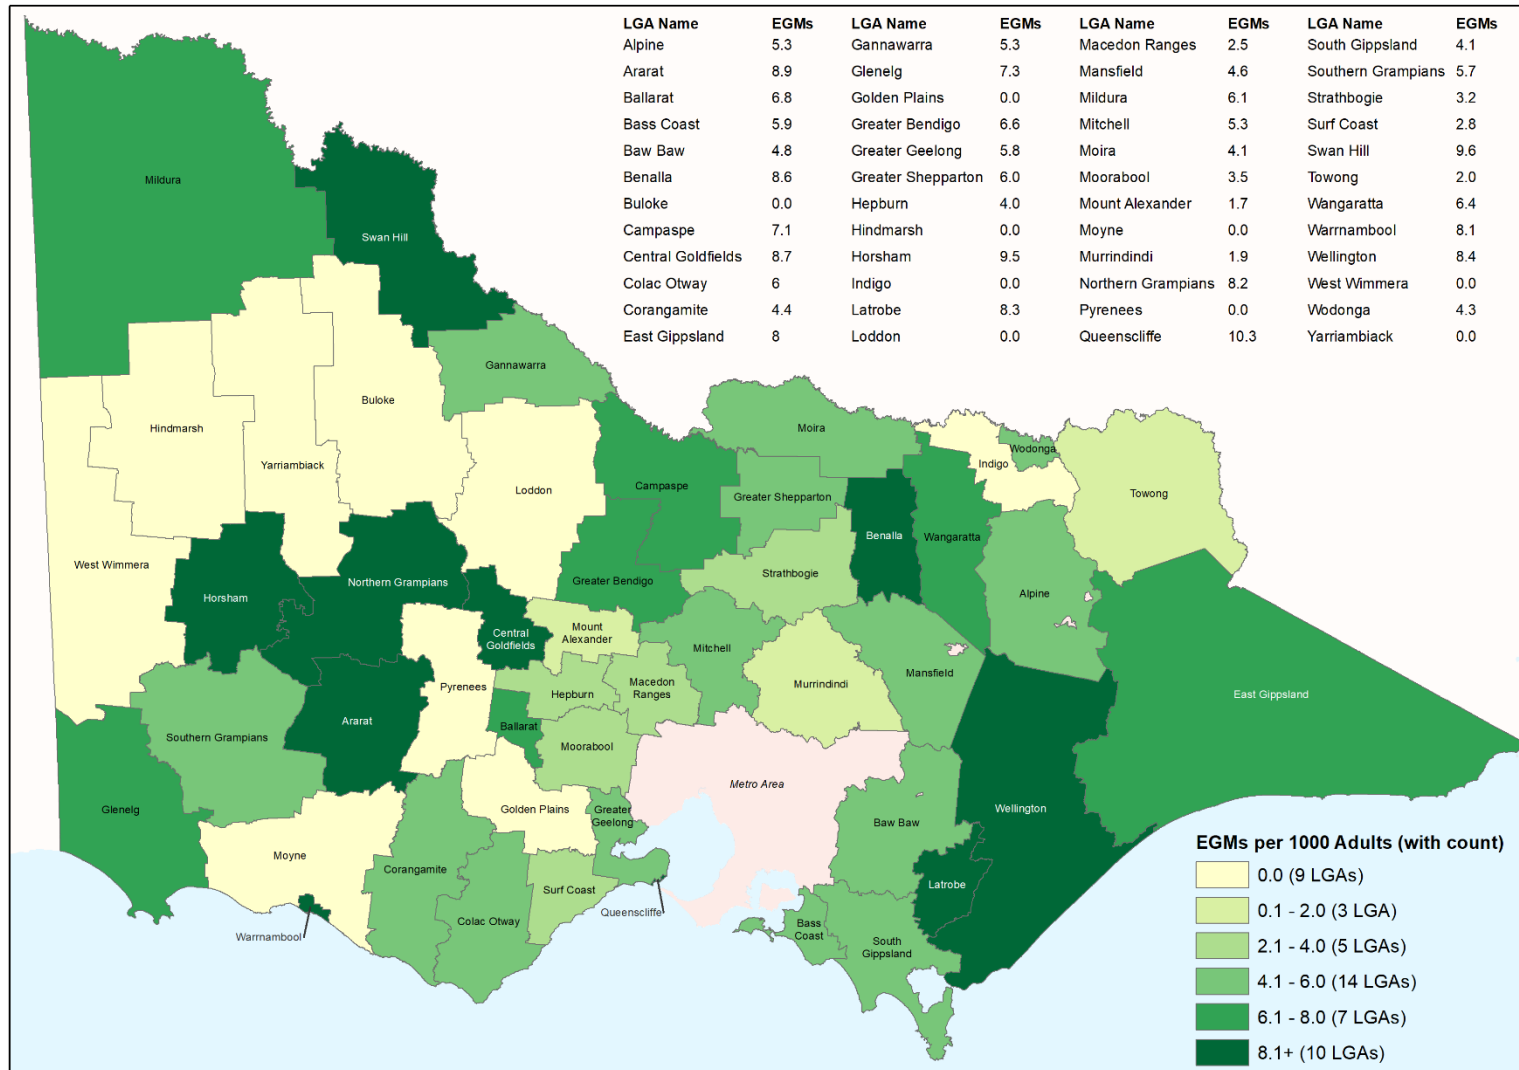 LGA Name EGMs LGA Name EGMs LGA Name EGMs LGA Name EGMs
Alpine 5.3 Gannawarra 5.3 Macedon Ranges 2.5 South Gippsland 4.1
Ararat 8.9 Glenelg 7.3 Mansfield 4.6 Southern Grampians 5.7
Ballarat 6.8 Golden Plains 0.0 Mildura 6.1 Strathbogie 3.2
Bass Coast 5.9 Greater Bendigo 6.6 Mitchell 5.3 Surf Coast 2.8
Baw Baw 4.8 Greater Geelong 5.8 Moira 4.1 Swan Hill 9.6
Benalla 8.6 Greater Shepparton 6.0 Moorabool 3.5 Towong 2.0
Buloke 0.0 Hepburn 4.0 Mount Alexander 1.7 Wangaratta 6.4
Campaspe 7.1 Hindmarsh 0.0 Moyne 0.0 Warrnambool 8.1
Central Goldfields 8.7 Horsham 9.5 Murrindindi 1.9 Wellington 8.4
Colac Otway 6 Indigo 0.0 Northern Grampians 8.2 West Wimmera 0.0
Corangamite 4.4 Latrobe 8.3 Pyrenees 0.0 Wodonga 4.3
East Gippsland 8 Loddon 0.0 Queenscliffe 10.3 Yarriambiack 0.0
Mildura
Swan Hill
Gannawarra
Buloke
Hindmarsh
Yarriambiack
Moira
Wodonga
Indigo
Loddon
Campaspe
Greater Shepparton
Towong
Benalla
Wangaratta
West Wimmera
Strathbogie
Northern Grampians
Greater Bendigo
Horsham
Alpine
Mount
Alexander
Central
Goldfields
Mitchell
Mansfield
Murrindindi
Pyrenees
Hepburn
Macedon
Ranges
East Gippsland
Ararat
Ballarat
Southern Grampians
Moorabool
Metro Area
Glenelg
Golden Plains
Greater
Geelong
Wellington
Baw Baw
Moyne
Corangamite
Surf Coast
Latrobe
Queenscliffe
Colac Otway
Bass
Coast
Warrnambool
South
Gippsland
EGMs per 1000 Adults (with count)
0.0 (9 LGAs)
0.1 - 2.0 (3 LGA)
2.1 - 4.0 (5 LGAs)
4.1 - 6.0 (14 LGAs)
6.1 - 8.0 (7 LGAs)
8.1+ (10 LGAs)